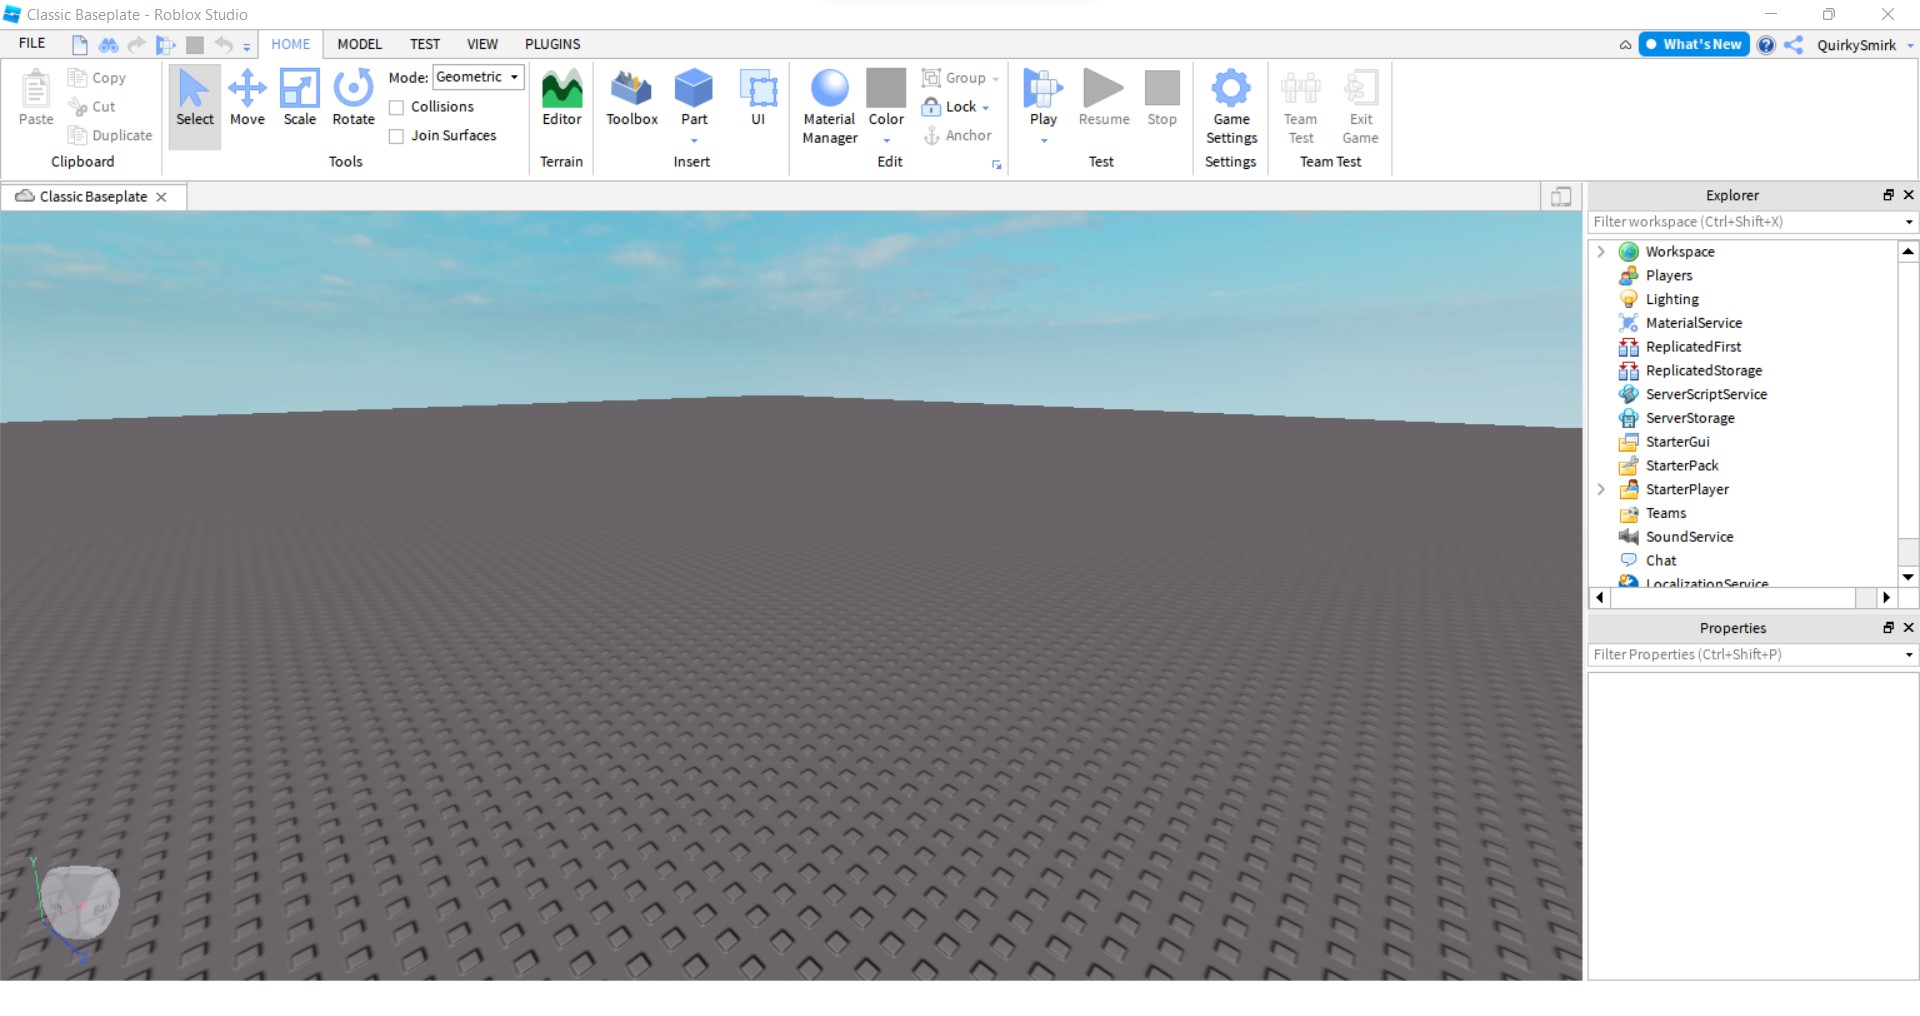 Classic Baseplate - Roblox Studio
FILE HOME MODEL TEST VIEW PLUGINS What's New QuirkySmirk
Paste Copy Cut Duplicate
Clipboard
Select Move Scale Rotate
Mode: Geometric
Collisions
Join Surfaces
Tools
Editor
Terrain
Toolbox Part UI
Insert
Material Manager Color
Group
Lock
Anchor
Edit
Play Resume Stop
Test
Game Settings
Settings
Team Test Exit Game
Team Test
Classic Baseplate
Explorer
Filter workspace (Ctrl+Shift+X)
Workspace
Players
Lighting
MaterialService
ReplicatedFirst
ReplicatedStorage
ServerScriptService
ServerStorage
StarterGui
StarterPack
StarterPlayer
Teams
SoundService
Chat
LocalizationService
Properties
Filter Properties (Ctrl+Shift+P)
Y
Left
Back
Z